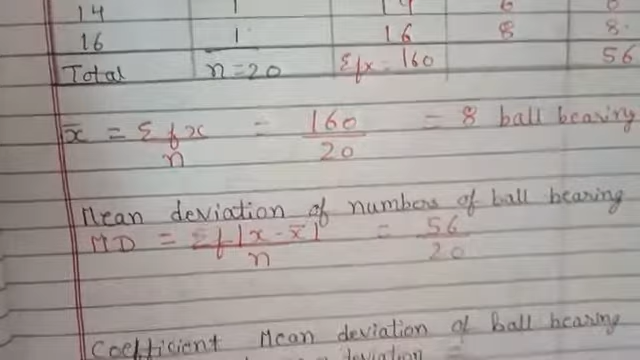 14 1 14 6 6
16 1 16 8 8
Total n=20 Σfx=160 56
x̄ = Σfx/n = 160/20 = 8 ball bearing
Mean deviation of numbers of ball bearing
MD = Σf|x-x̄|/n = 56/20
Coefficient Mean deviation of ball bearing
deviation =